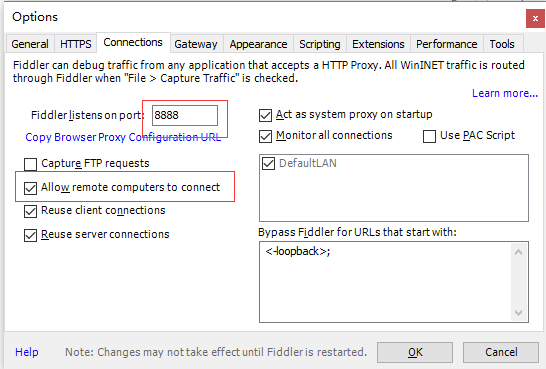 Options
General HTTPS Connections Gateway Appearance Scripting Extensions Performance Tools
Fiddler can debug traffic from any application that accepts a HTTP Proxy. All WinINET traffic is routed
through Fiddler when "File > Capture Traffic" is checked.
Learn more...
Fiddler listens on port: 8888
Copy Browser Proxy Configuration URL
Capture FTP requests
Allow remote computers to connect
Reuse client connections
Reuse server connections
Act as system proxy on startup
Monitor all connections Use PAC Script
DefaultLAN
Bypass Fiddler for URLs that start with:
<-loopback>;
Help Note: Changes may not take effect until Fiddler is restarted. OK Cancel